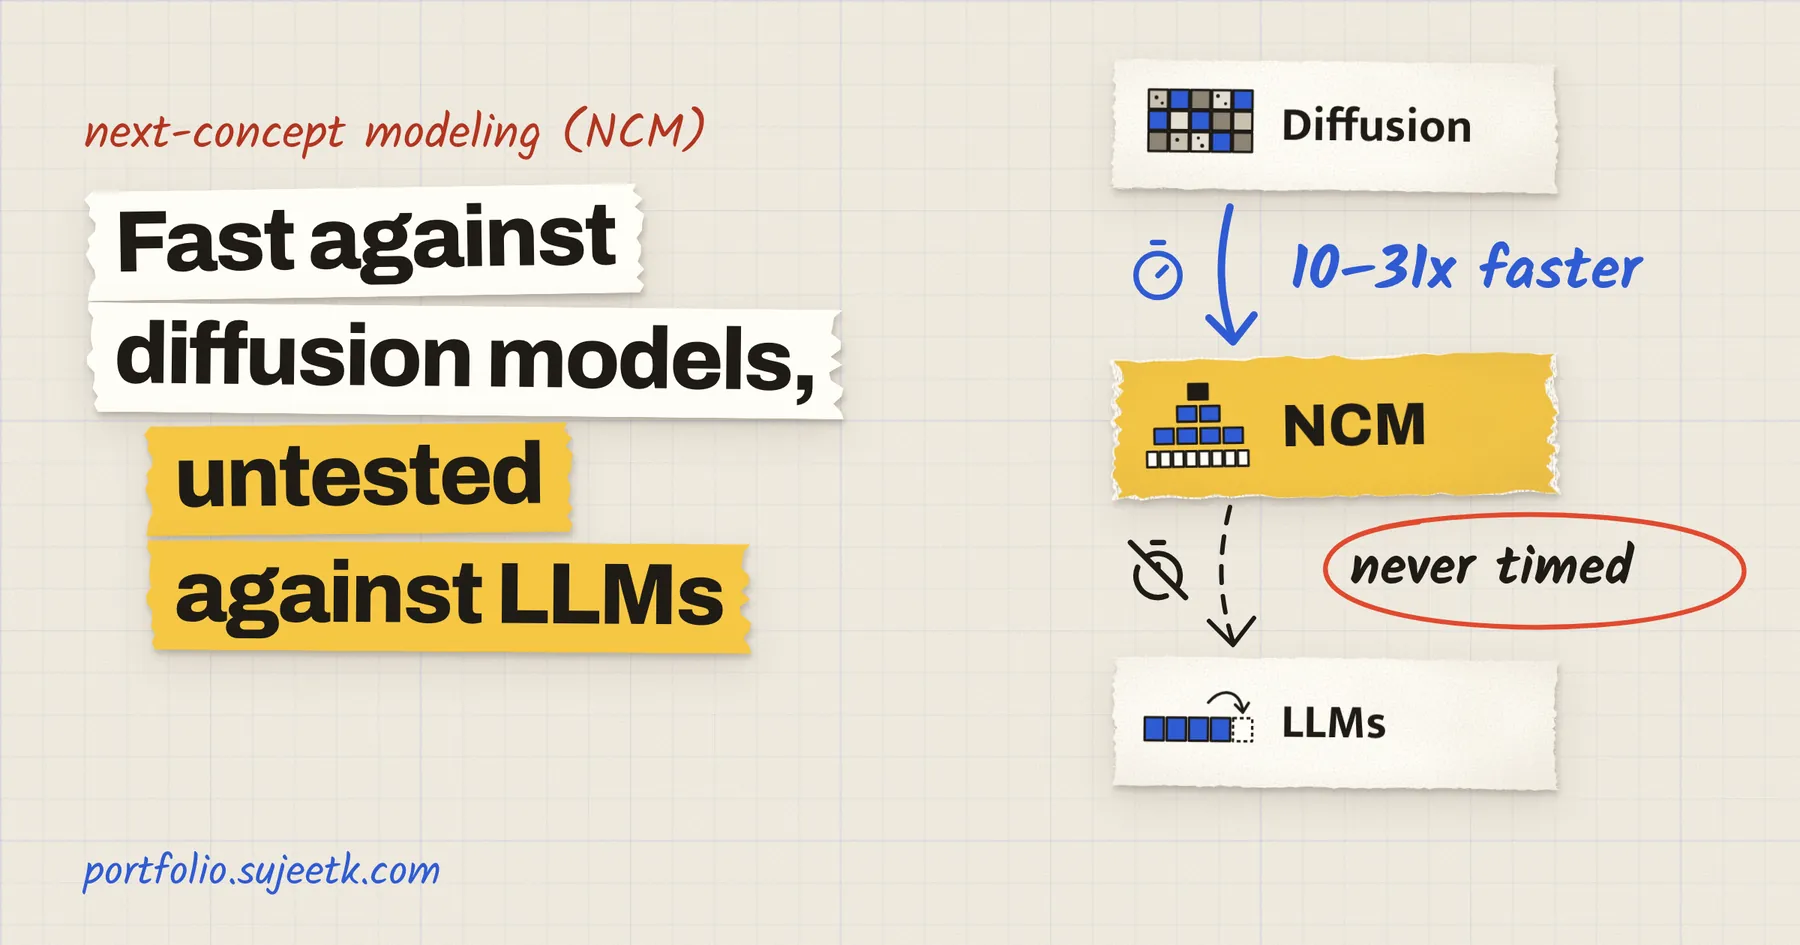 next-concept modeling (NCM)
Fast against
diffusion models,
untested
against LLMs
portfolio.sujeetk.com
Diffusion
10–31x faster
NCM
never timed
LLMs